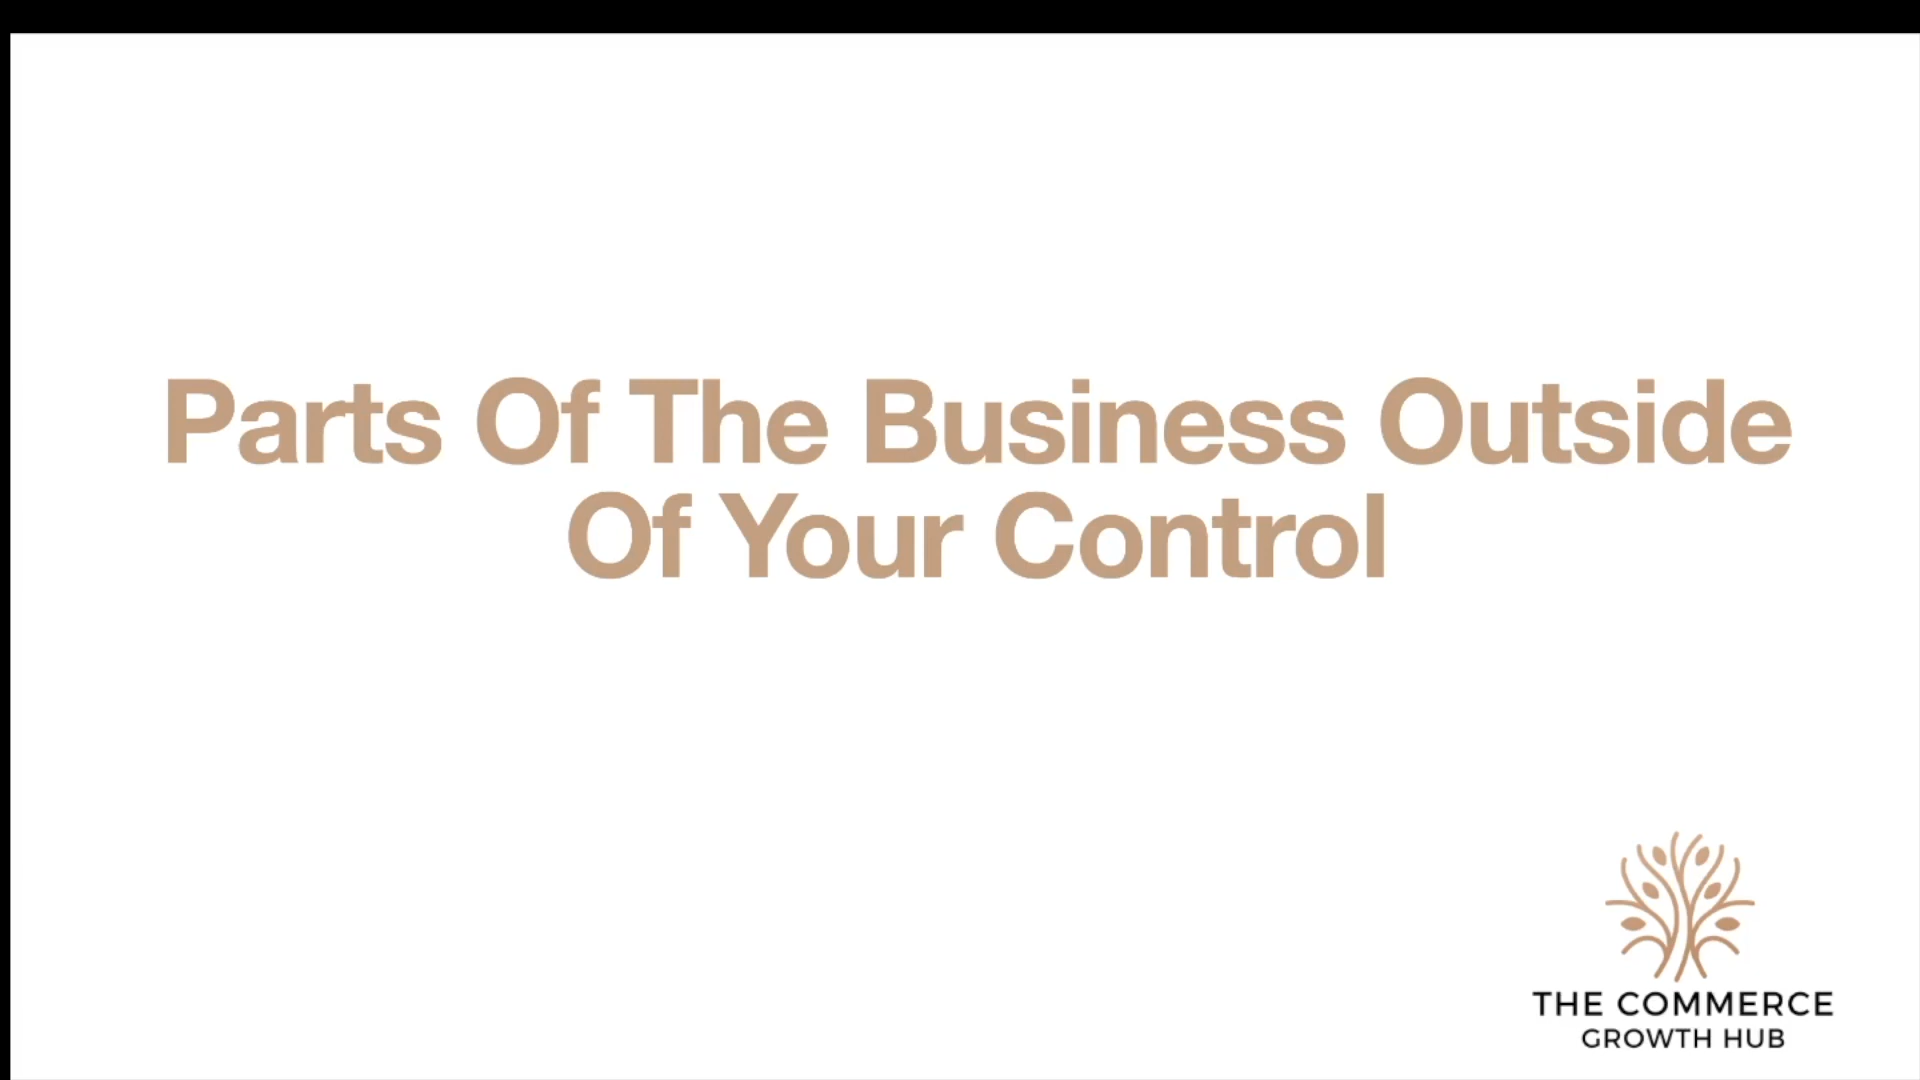 Parts Of The Business Outside
Of Your Control
THE COMMERCE
GROWTH HUB